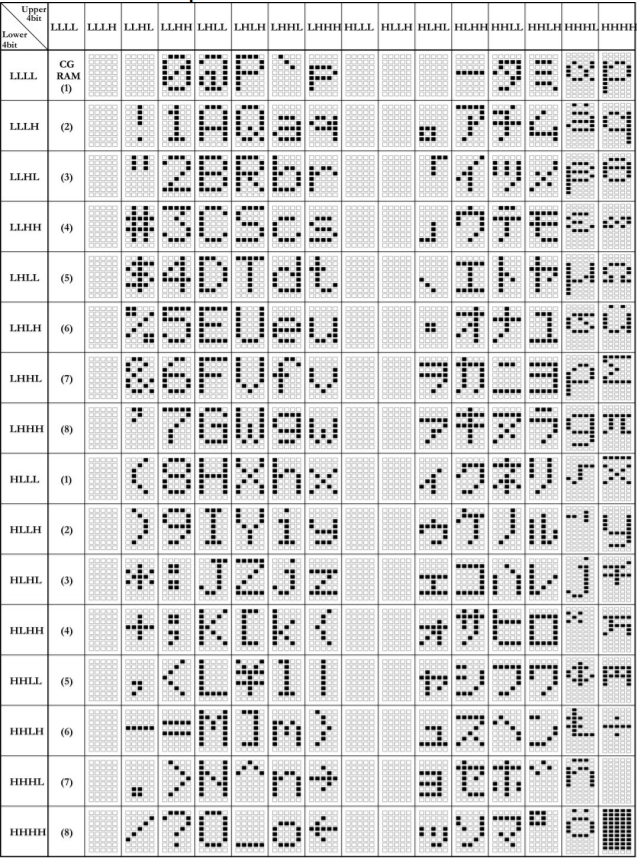 Upper 4bit
Lower 4bit
LLLL LLLH LLHL LLHH LHLL LHLH LHHL LHHH HLLL HLLH HLHL HLHH HHLL HHLH HHHL HHHH
LLLL CG RAM (1) 0 @ P ` p ー タ ミ α p
LLLH (2) ! 1 A Q a q 。 ア チ ム ä q
LLHL (3) " 2 B R b r 「 イ ツ メ β θ
LLHH (4) # 3 C S c s 」 ウ テ モ ε ∞
LHLL (5) $ 4 D T d t 、 エ ト ヤ μ Ω
LHLH (6) % 5 E U e u ・ オ ナ ユ σ ü
LHHL (7) & 6 F V f v ヲ カ ニ ヨ ρ Σ
LHHH (8) ' 7 G W g w ァ キ ヌ ラ g π
HLLL (1) ( 8 H X h x ィ ク ネ リ √ x̄
HLLH (2) ) 9 I Y i y ゥ ケ ノ ル ⁻¹ y
HLHL (3) * : J Z j z ェ コ ハ レ j 千
HLHH (4) + ; K [ k { ォ サ ヒ ロ × 万
HHLL (5) , < L ¥ l | ャ シ フ ワ ¢ 円
HHLH (6) - = M ] m } ュ ス ヘ ン £ ÷
HHHL (7) . > N ^ n → ョ セ ホ ゛ ñ
HHHH (8) / ? O _ o ← ッ ソ マ ゜ ö █